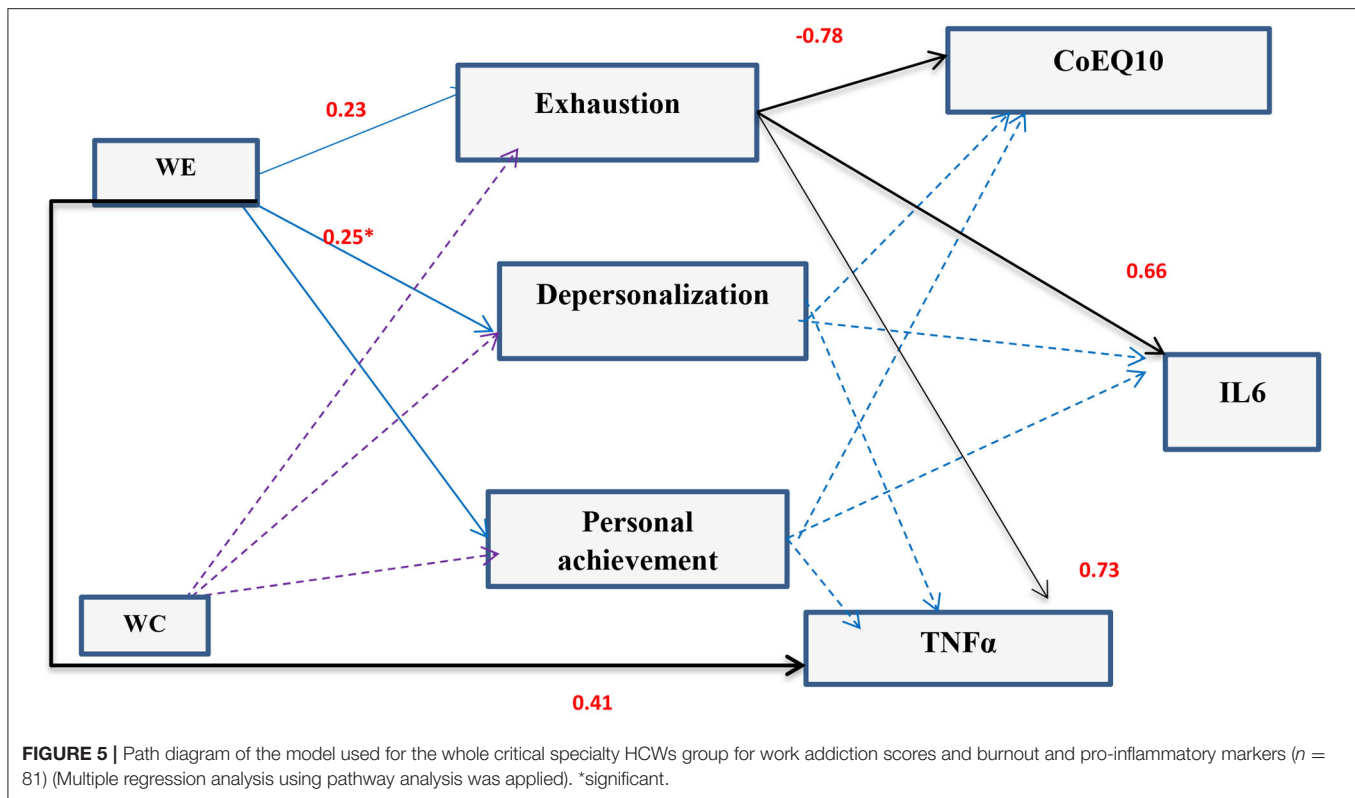 -0.78
CoEQ10
0.23
Exhaustion
WE
0.25*
Depersonalization
0.66
IL6
Personal
achievement
0.73
WC
TNFα
0.41
FIGURE 5 | Path diagram of the model used for the whole critical specialty HCWs group for work addiction scores and burnout and pro-inflammatory markers (n =
81) (Multiple regression analysis using pathway analysis was applied). *significant.